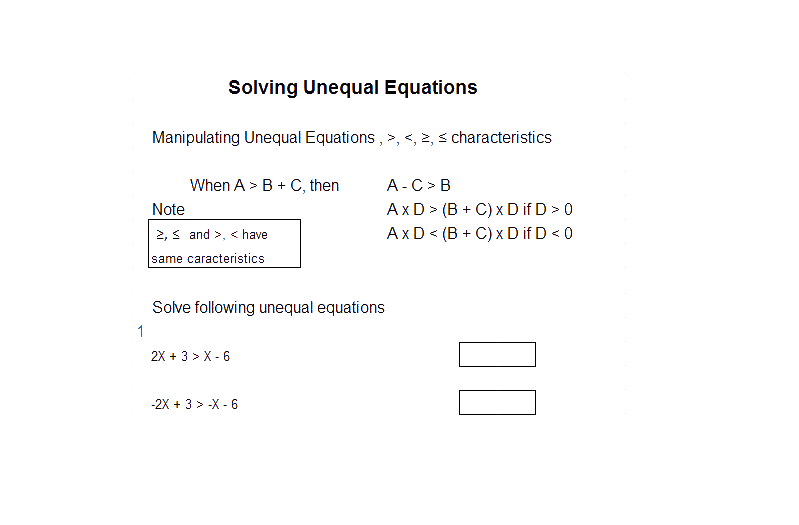 Solving Unequal Equations
Manipulating Unequal Equations , >, <, ≥, ≤ characteristics
When A > B + C, then A - C > B
Note A x D > (B + C) x D if D > 0
A x D < (B + C) x D if D < 0
≥, ≤ and >, < have
same caracteristics
Solve following unequal equations
1
2X + 3 > X - 6
-2X + 3 > -X - 6